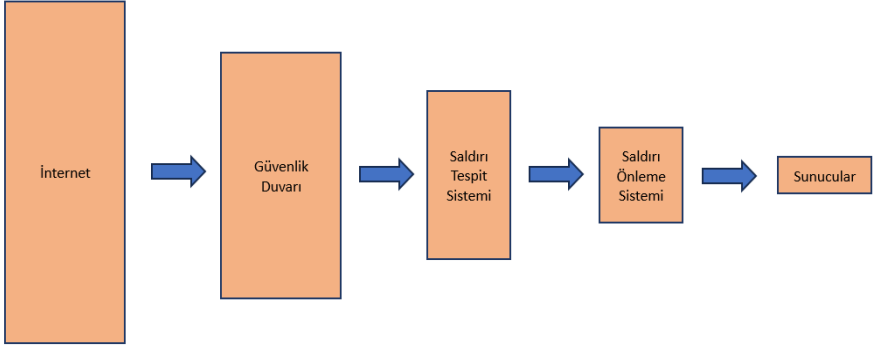 İnternet
Güvenlik
Duvarı
Saldırı
Tespit
Sistemi
Saldırı
Önleme
Sistemi
Sunucular